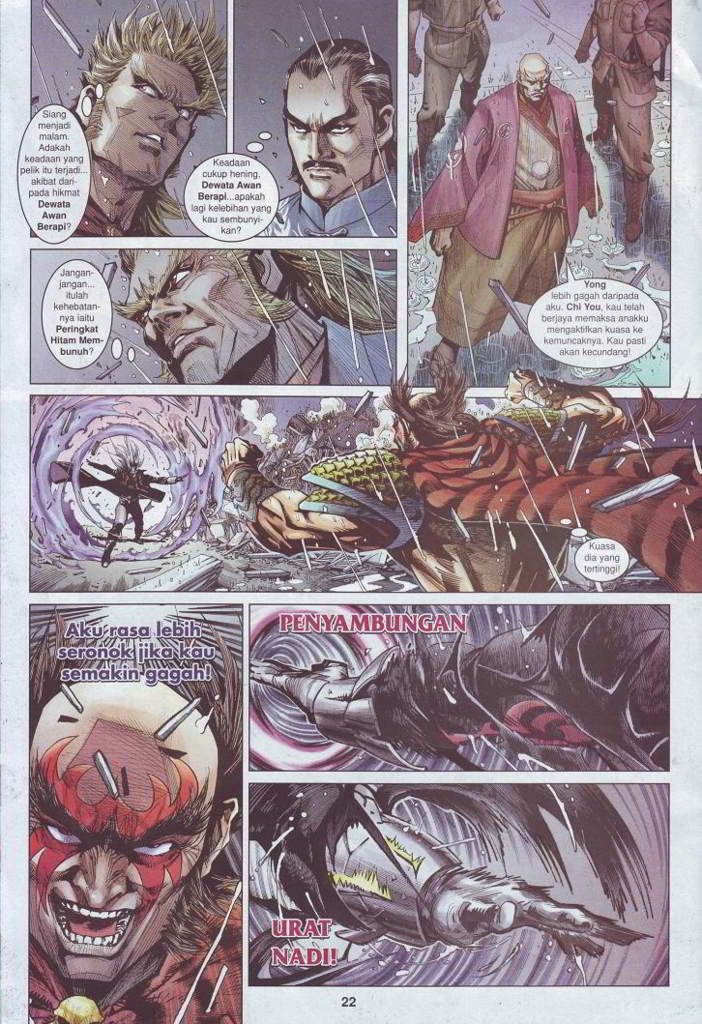 Siang
menjadi
malam.
Adakah
keadaan yang
pelik itu terjadi...
akibat dari-
pada hikmat
Dewata
Awan
Berapi?
Keadaan
cukup hening,
Dewata Awan
Berapi...apakah
lagi kelebihan yang
kau sembunyi-
kan?
Yong
lebih gagah daripada
aku. Chi You, kau telah
berjaya memaksa anakku
mengaktifkan kuasa ke
kemuncaknya. Kau pasti
akan kecundang!
Jangan-
jangan...
itulah
kehebatan-
nya iaitu
Peringkat
Hitam Mem-
bunuh?
Kuasa
dia yang
tertinggi!
Aku rasa lebih
seronok jika kau
semakin gagah!
PENYAMBUNGAN
URAT
NADI!
22